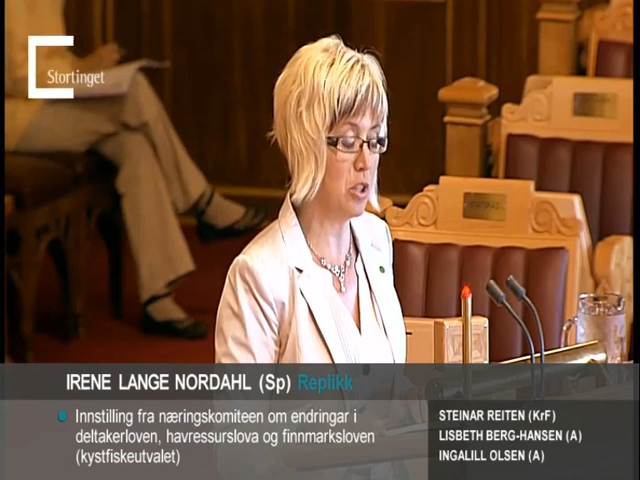 Stortinget
IRENE LANGE NORDAHL (Sp) Replikk
Innstilling fra næringskomiteen om endringar i
deltakerloven, havressurslova og finnmarksloven
(kystfiskeutvalet)
STEINAR REITEN (KrF)
LISBETH BERG-HANSEN (A)
INGALILL OLSEN (A)